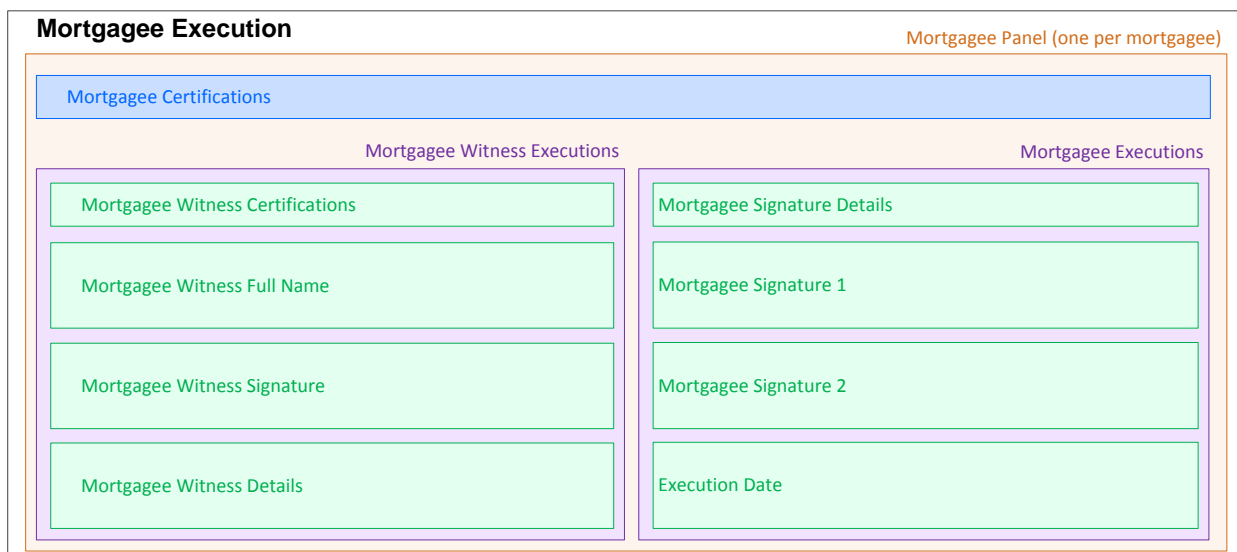 Mortgagee Execution
Mortgagee Panel (one per mortgagee)
Mortgagee Certifications
Mortgagee Witness Executions
Mortgagee Witness Certifications
Mortgagee Witness Full Name
Mortgagee Witness Signature
Mortgagee Witness Details
Mortgagee Executions
Mortgagee Signature Details
Mortgagee Signature 1
Mortgagee Signature 2
Execution Date